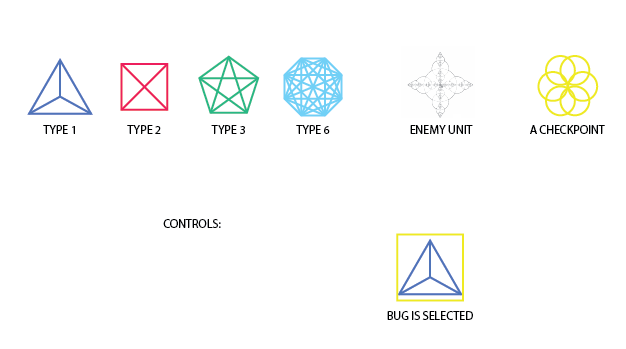 TYPE 1
TYPE 2
TYPE 3
TYPE 6
ENEMY UNIT
A CHECKPOINT
CONTROLS:
BUG IS SELECTED